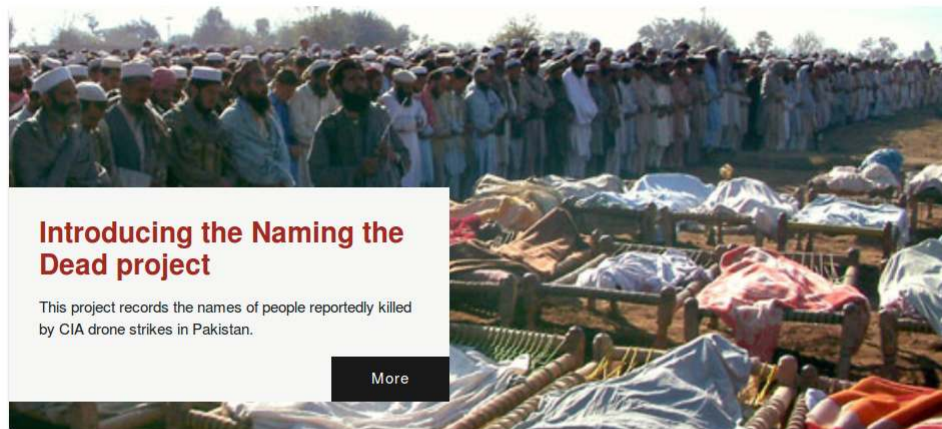 Introducing the Naming the
Dead project
This project records the names of people reportedly killed
by CIA drone strikes in Pakistan.
More